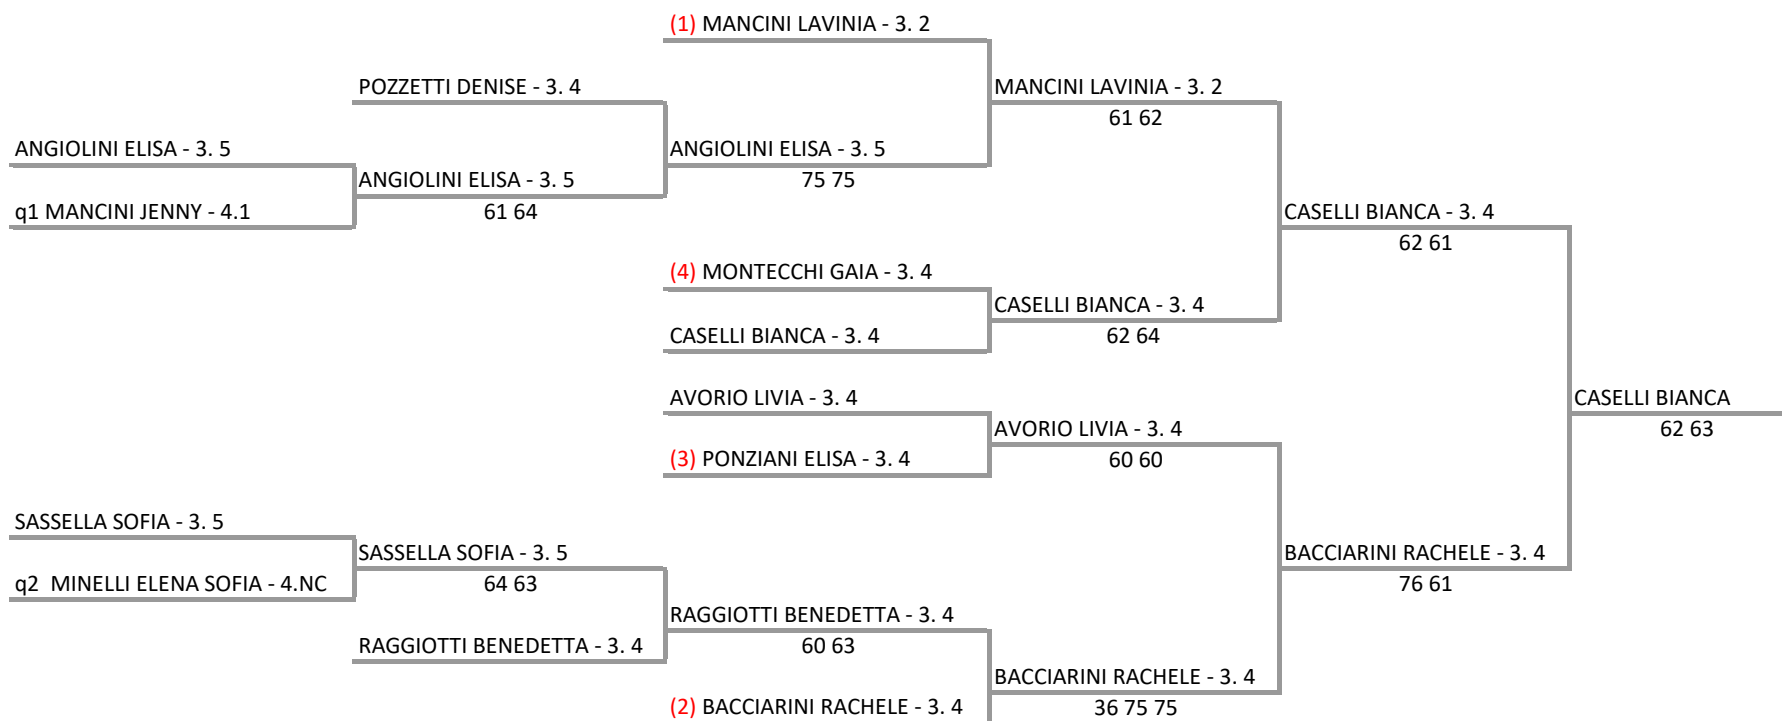 (1) MANCINI LAVINIA - 3. 2
POZZETTI DENISE - 3. 4
MANCINI LAVINIA - 3. 2
61 62
ANGIOLINI ELISA - 3. 5
ANGIOLINI ELISA - 3. 5
ANGIOLINI ELISA - 3. 5
75 75
q1 MANCINI JENNY - 4.1
61 64
CASELLI BIANCA - 3. 4
62 61
(4) MONTECCHI GAIA - 3. 4
CASELLI BIANCA - 3. 4
CASELLI BIANCA - 3. 4
62 64
AVORIO LIVIA - 3. 4
CASELLI BIANCA
62 63
AVORIO LIVIA - 3. 4
(3) PONZIANI ELISA - 3. 4
60 60
SASSELLA SOFIA - 3. 5
SASSELLA SOFIA - 3. 5
BACCIARINI RACHELE - 3. 4
q2 MINELLI ELENA SOFIA - 4.NC
64 63
76 61
RAGGIOTTI BENEDETTA - 3. 4
RAGGIOTTI BENEDETTA - 3. 4
60 63
BACCIARINI RACHELE - 3. 4
(2) BACCIARINI RACHELE - 3. 4
36 75 75